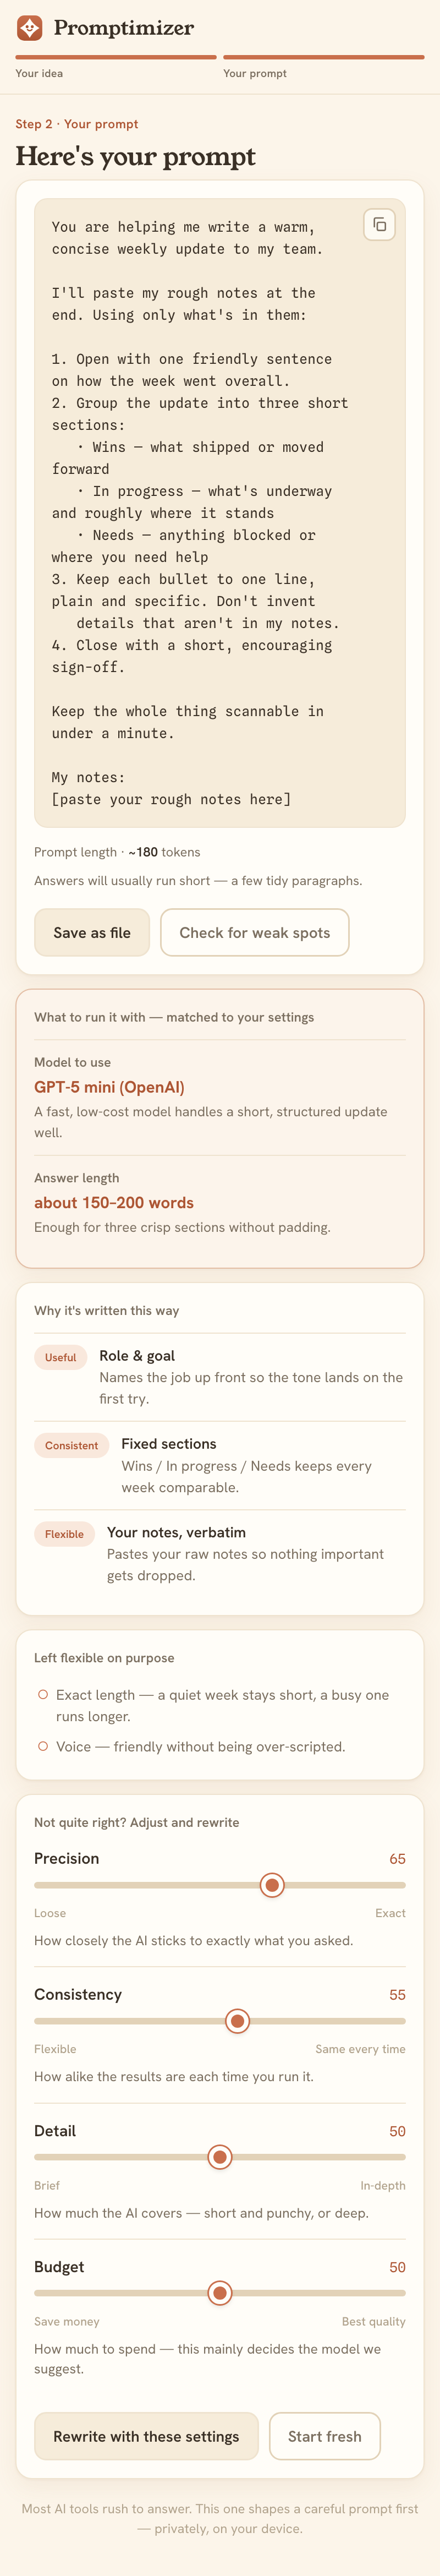 Promptimizer
Your idea
Your prompt
Step 2 · Your prompt
Here's your prompt
You are helping me write a warm,
concise weekly update to my team.
I'll paste my rough notes at the
end. Using only what's in them:
1. Open with one friendly sentence
on how the week went overall.
2. Group the update into three short
sections:
· Wins — what shipped or moved
forward
· In progress — what's underway
and roughly where it stands
· Needs — anything blocked or
where you need help
3. Keep each bullet to one line,
plain and specific. Don't invent
details that aren't in my notes.
4. Close with a short, encouraging
sign-off.
Keep the whole thing scannable in
under a minute.
My notes:
[paste your rough notes here]
Prompt length · ~180 tokens
Answers will usually run short — a few tidy paragraphs.
Save as file
Check for weak spots
What to run it with — matched to your settings
Model to use
GPT-5 mini (OpenAI)
A fast, low-cost model handles a short, structured update
well.
Answer length
about 150–200 words
Enough for three crisp sections without padding.
Why it's written this way
Useful
Role & goal
Names the job up front so the tone lands on the
first try.
Consistent
Fixed sections
Wins / In progress / Needs keeps every
week comparable.
Flexible
Your notes, verbatim
Pastes your raw notes so nothing important
gets dropped.
Left flexible on purpose
Exact length — a quiet week stays short, a busy one
runs longer.
Voice — friendly without being over-scripted.
Not quite right? Adjust and rewrite
Precision 65
Loose Exact
How closely the AI sticks to exactly what you asked.
Consistency 55
Flexible Same every time
How alike the results are each time you run it.
Detail 50
Brief In-depth
How much the AI covers — short and punchy, or deep.
Budget 50
Save money Best quality
How much to spend — this mainly decides the model we
suggest.
Rewrite with these settings
Start fresh
Most AI tools rush to answer. This one shapes a careful prompt first
— privately, on your device.